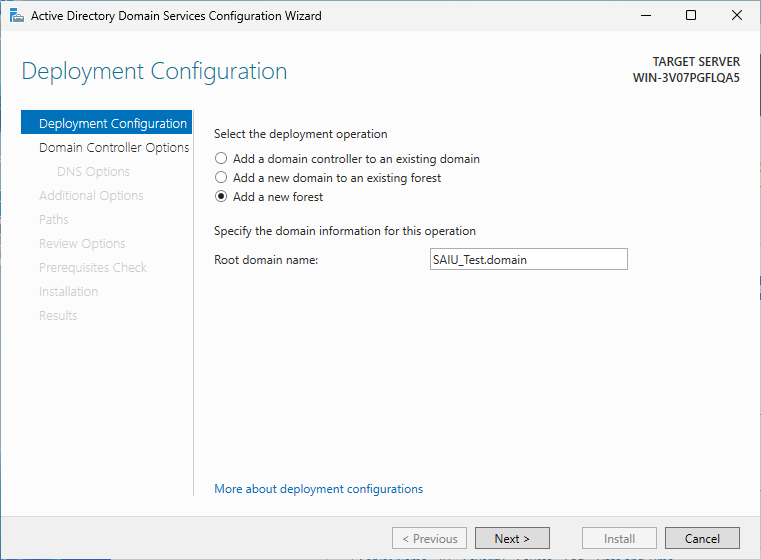 Active Directory Domain Services Configuration Wizard
Deployment Configuration
TARGET SERVER
WIN-3V07PGFLQA5
Deployment Configuration
Domain Controller Options
DNS Options
Additional Options
Paths
Review Options
Prerequisites Check
Installation
Results
Select the deployment operation
Add a domain controller to an existing domain
Add a new domain to an existing forest
Add a new forest
Specify the domain information for this operation
Root domain name: SAIU_Test.domain
More about deployment configurations
< Previous Next > Install Cancel